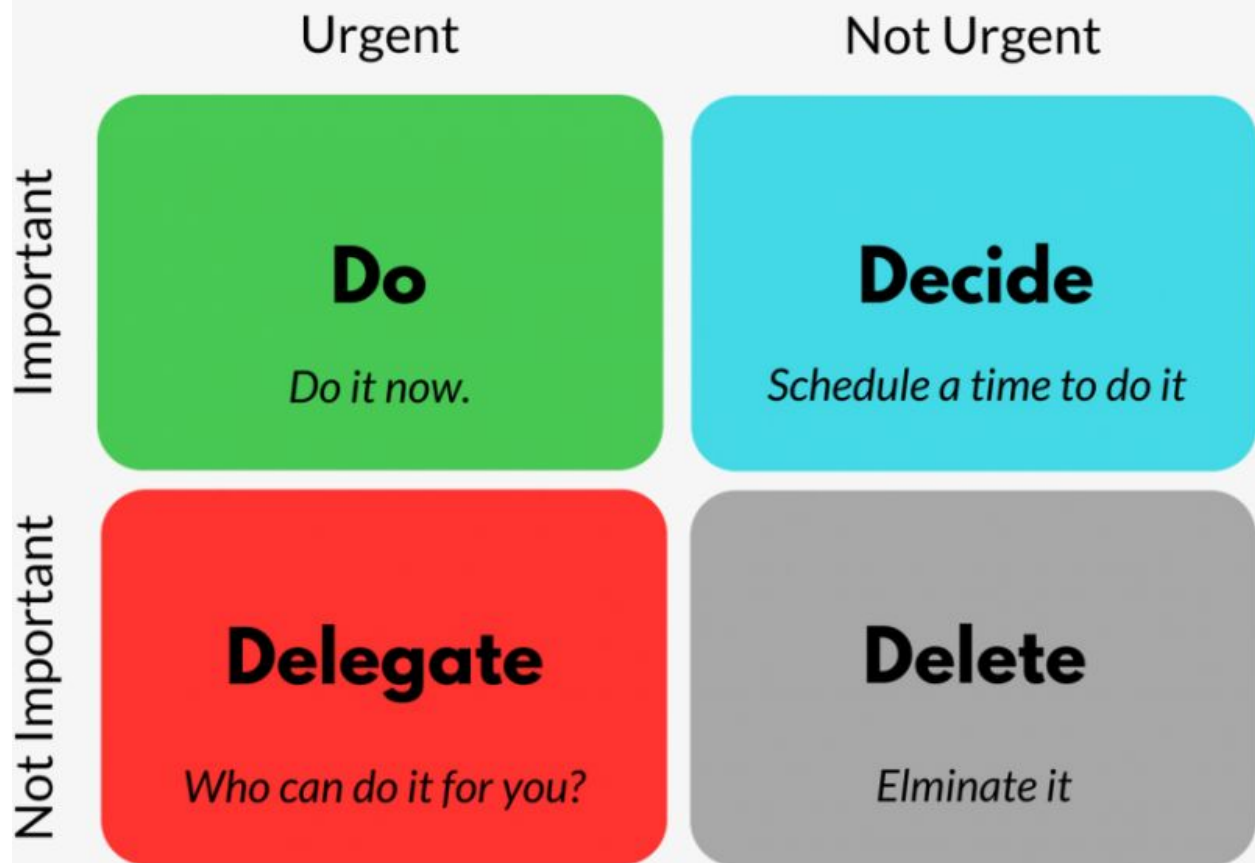 Urgent
Not Urgent
Important
Do
Do it now.
Decide
Schedule a time to do it
Not Important
Delegate
Who can do it for you?
Delete
Elminate it